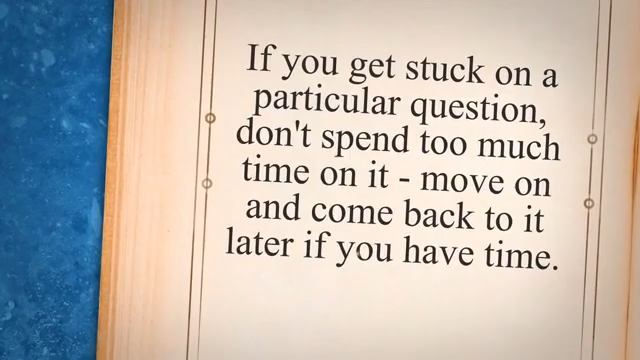 If you get stuck on a
particular question,
don't spend too much
time on it - move on
and come back to it
later if you have time.